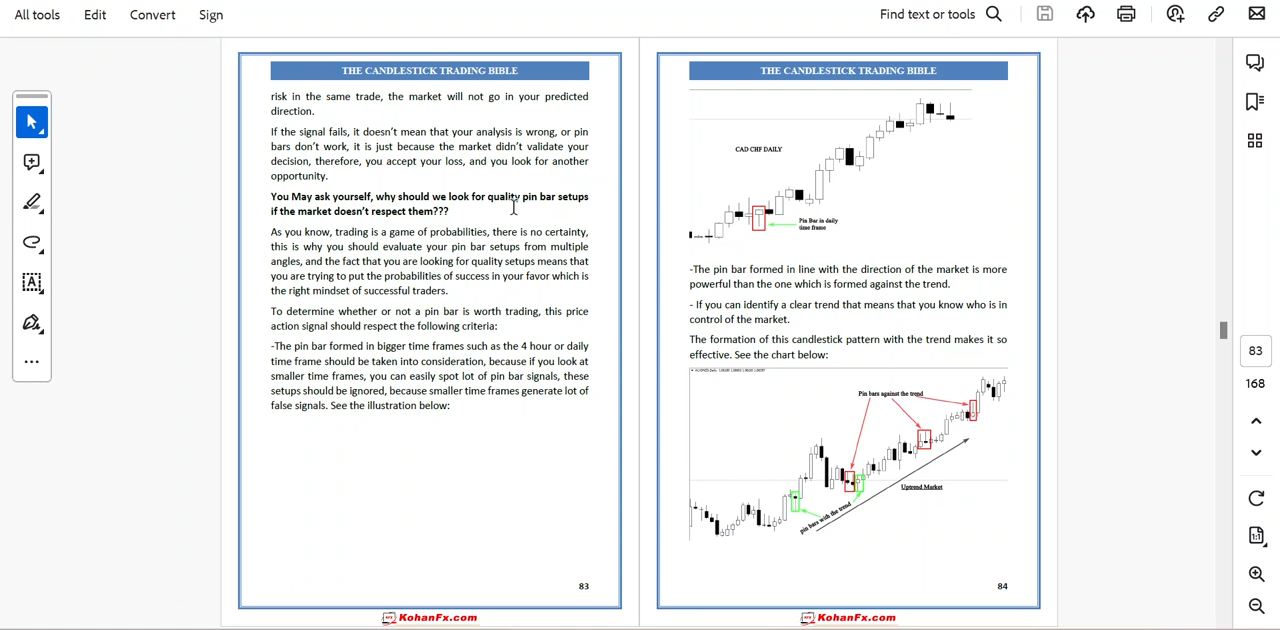 All tools Edit Convert Sign Find text or tools
THE CANDLESTICK TRADING BIBLE
risk in the same trade, the market will not go in your predicted
direction.
If the signal fails, it doesn't mean that your analysis is wrong, or pin
bars don't work, it is just because the market didn't validate your
decision, therefore, you accept your loss, and you look for another
opportunity.
You May ask yourself, why should we look for quality pin bar setups
if the market doesn't respect them???
As you know, trading is a game of probabilities, there is no certainty,
this is why you should evaluate your pin bar setups from multiple
angles, and the fact that you are looking for quality setups means that
you are trying to put the probabilities of success in your favor which is
the right mindset of successful traders.
To determine whether or not a pin bar is worth trading, this price
action signal should respect the following criteria:
-The pin bar formed in bigger time frames such as the 4 hour or daily
time frame should be taken into consideration, because if you look at
smaller time frames, you can easily spot lot of pin bar signals, these
setups should be ignored, because smaller time frames generate lot of
false signals. See the illustration below:
83
KFX KohanFx.com
THE CANDLESTICK TRADING BIBLE
CAD CHF DAILY
Pin Bar in daily
time frame
-The pin bar formed in line with the direction of the market is more
powerful than the one which is formed against the trend.
- If you can identify a clear trend that means that you know who is in
control of the market.
The formation of this candlestick pattern with the trend makes it so
effective. See the chart below:
Pin bars against the trend
Uptrend Market
pin bars with the trend
84
KFX KohanFx.com
83
168
1:1